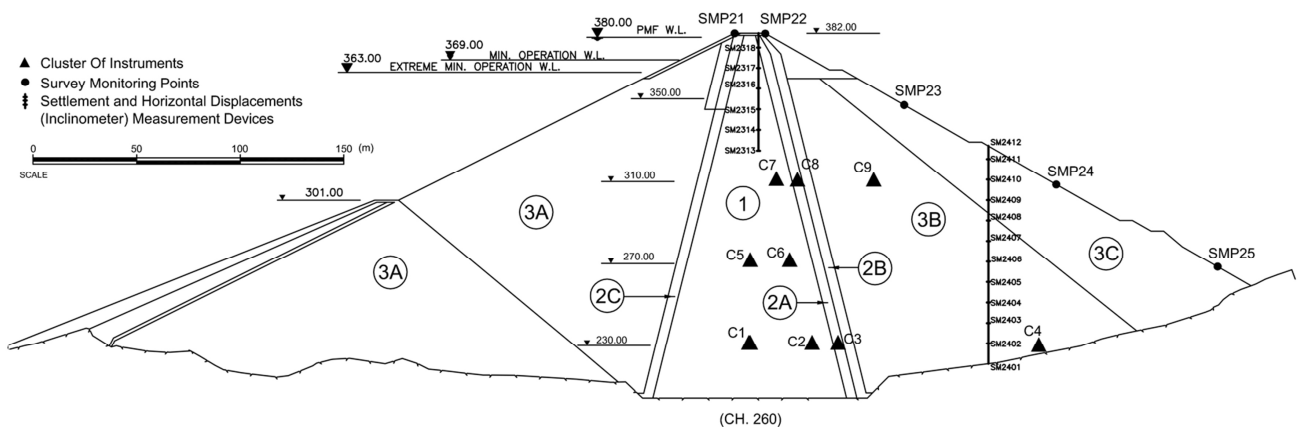 SMP21
SMP22
380.00
PMF W.L.
382.00
369.00
MIN. OPERATION W.L.
363.00
EXTREME MIN. OPERATION W.L.
Cluster Of Instruments
Survey Monitoring Points
Settlement and Horizontal Displacements
(Inclinometer) Measurement Devices
0 50 100 150 (m)
SCALE
350.00
SM2318
SM2317
SM2316
SM2315
SM2314
SM2313
SMP23
SM2412
SM2411
SM2410
SM2409
SM2408
SM2407
SM2406
SM2405
SM2404
SM2403
SM2402
SM2401
SMP24
SMP25
310.00
301.00
270.00
230.00
C7
C8
C9
C5
C6
C1
C2
C3
C4
3A
3A
1
3B
3C
2C
2A
2B
(CH. 260)